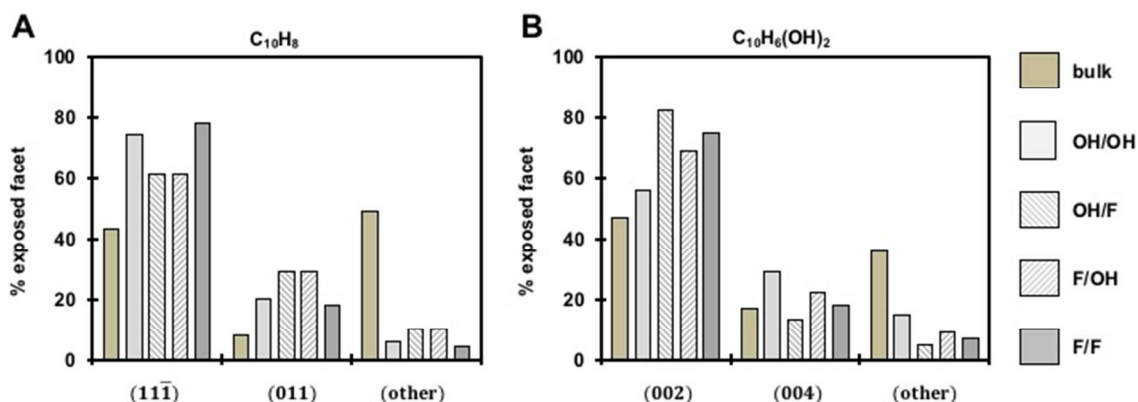 A
C₁₀H₈
% exposed facet
100
80
60
40
20
0
(111̅)
(011)
(other)
B
C₁₀H₆(OH)₂
% exposed facet
100
80
60
40
20
0
(002)
(004)
(other)
bulk
OH/OH
OH/F
F/OH
F/F